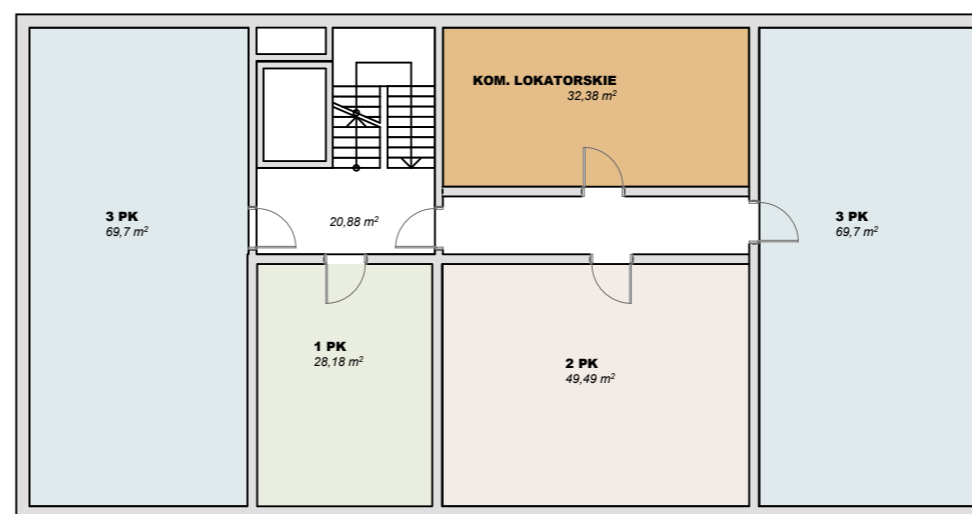 KOM. LOKATORSKIE
32,38 m²
3 PK
69,7 m²
20,88 m²
3 PK
69,7 m²
1 PK
28,18 m²
2 PK
49,49 m²